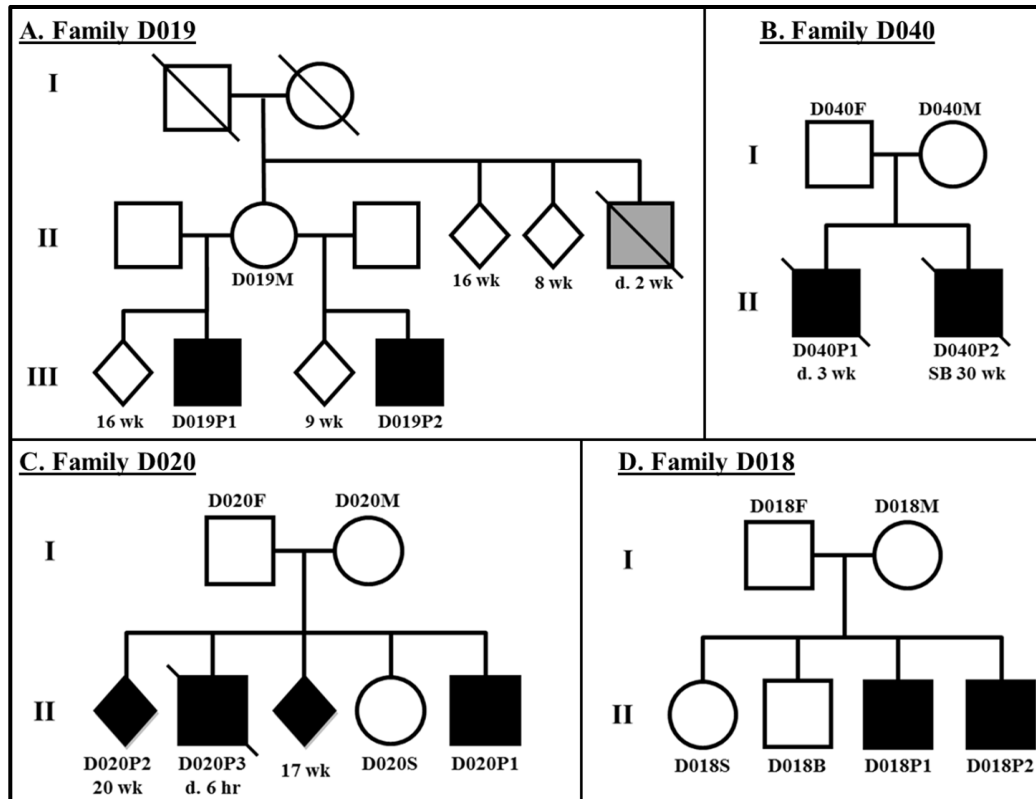 A. Family D019
I
II
D019M
16 wk
8 wk
d. 2 wk
III
16 wk
D019P1
9 wk
D019P2
B. Family D040
D040F
D040M
I
II
D040P1
d. 3 wk
D040P2
SB 30 wk
C. Family D020
D020F
D020M
I
II
D020P2
20 wk
D020P3
d. 6 hr
17 wk
D020S
D020P1
D. Family D018
D018F
D018M
I
II
D018S
D018B
D018P1
D018P2